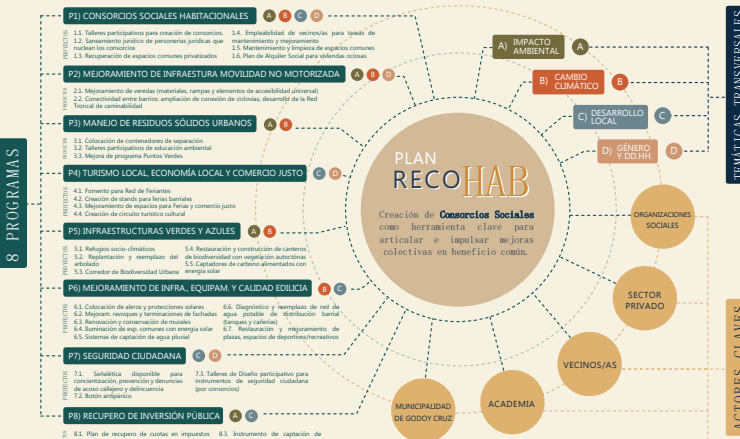 8 PROGRAMAS
P1) CONSORCIOS SOCIALES HABITACIONALES A B C D
PROYECTOS
1.1. Talleres participativos para creación de consorcios.
1.2. Saneamiento jurídico de personerías jurídicas que
nuclean los consorcios
1.3. Recuperación de espacios comunes privatizados
1.4. Empleabilidad de vecinos/as para tareas de
mantenimiento y mejoramiento
1.5. Mantenimiento y limpieza de espacios comunes
1.6. Plan de Alquiler Social para viviendas ociosas
P2) MEJORAMIENTO DE INFRAESTURA MOVILIDAD NO MOTORIZADA A B D
PROYECTOS
2.1. Mejoramiento de veredas (materiales, rampas y elementos de accesibilidad universal)
2.2. Conectividad entre barrios: ampliación de conexión de ciclovías, desarrollo de la Red
Troncal de caminabilidad
P3) MANEJO DE RESIDUOS SÓLIDOS URBANOS A B
PROYECTOS
3.1. Colocación de contenedores de separación
3.2. Talleres participativos de educación ambiental
3.3. Mejora de programa Puntos Verdes
P4) TURISMO LOCAL, ECONOMÍA LOCAL Y COMERCIO JUSTO C D
PROYECTOS
4.1. Fomento para Red de Feriantes
4.2. Creación de stands para ferias barriales
4.3. Mejoramiento de espacios para Ferias y comercio justo
4.4. Creación de circuito turístico cultural
P5) INFRAESTRUCTURAS VERDES Y AZULES A B
PROYECTOS
5.1. Refugios socio-climáticos
5.2. Replantación y reemplazo del
arbolado
5.3. Corredor de Biodiversidad Urbana
5.4. Restauración y construcción de canteros
de biodiversidad con vegetación autoctónas
5.5. Captadores de carbono alimentados con
energía solar
P6) MEJORAMIENTO DE INFRA, EQUIPAM. Y CALIDAD EDILICIA B C
PROYECTOS
6.1. Colocación de aleros y protecciones solares
6.2. Mejoram. revoques y terminaciones de fachadas
6.3. Renovación y conservación de murales
6.4. Iluminación de esp. comunes con energía solar
6.5. Sistemas de captación de agua pluvial
6.6. Diagnóstico y reemplazo de red de
agua potable de distribución barrial
(tanques y cañerías)
6.7. Restauración y mejoramiento de
plazas, espacios de deportivos/recreativos
P7) SEGURIDAD CIUDADANA C D
PROYECTOS
7.1. Señalética disponible para
concientización, prevención y denuncias
de acoso callejero y delincuencia
7.2. Botón antipánico
7.3. Talleres de Diseño participativo para
instrumentos de seguridad ciudadana
(por consorcios)
P8) RECUPERO DE INVERSIÓN PÚBLICA A C
8.1. Plan de recupero de cuotas en impuestos
8.3. Instrumento de captación de
PLAN
RECOHAB
Creación de Consorcios Sociales
como herramienta clave para
articular e impulsar mejoras
colectivas en beneficio común.
A) IMPACTO
AMBIENTAL A
B) CAMBIO
CLIMÁTICO B
C) DESARROLLO
LOCAL C
D) GÉNERO
Y DD.HH. D
TEMÁTICAS TRANSVERSALES
ORGANIZACIONES
SOCIALES
SECTOR
PRIVADO
VECINOS/AS
ACADEMIA
MUNICIPALIDAD
DE GODOY CRUZ
ACTORES CLAVES